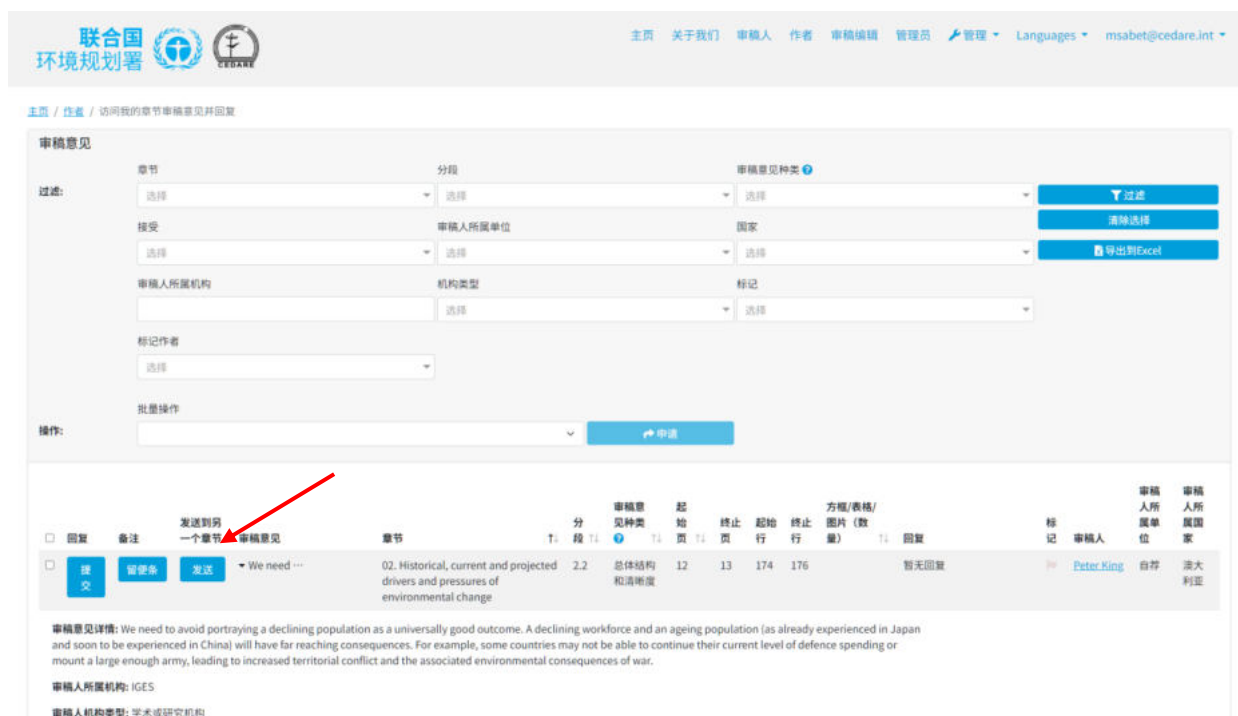 联合国
环境规划署
CEDARE
主页 关于我们 审稿人 作者 审稿编辑 管理员 管理 Languages msabet@cedare.int
主页 / 作者 / 访问我的章节审稿意见并回复
审稿意见
章节 分段 审稿意见种类
过滤: 选择 选择 选择 过滤
清除选择
接受 审稿人所属单位 国家
选择 选择 选择 导出到Excel
审稿人所属机构 机构类型 标记
选择 选择
标记作者
选择
批量操作
操作: 申请
回复 备注 发送到另一个章节 审稿意见 章节 分段 审稿意见种类 起始页 终止页 起始行 终止行 方框/表格/图片（数量） 回复 标记 审稿人 审稿人所属单位 审稿人所属国家
提交 留便条 发送 We need ... 02. Historical, current and projected 2.2 总体结构 12 13 174 176 暂无回复 Peter King 自荐 澳大
drivers and pressures of 和清晰度 利亚
environmental change
审稿意见详情: We need to avoid portraying a declining population as a universally good outcome. A declining workforce and an ageing population (as already experienced in Japan
and soon to be experienced in China) will have far reaching consequences. For example, some countries may not be able to continue their current level of defence spending or
mount a large enough army, leading to increased territorial conflict and the associated environmental consequences of war.
审稿人所属机构: IGES
审稿人机构类型: 学术或研究机构